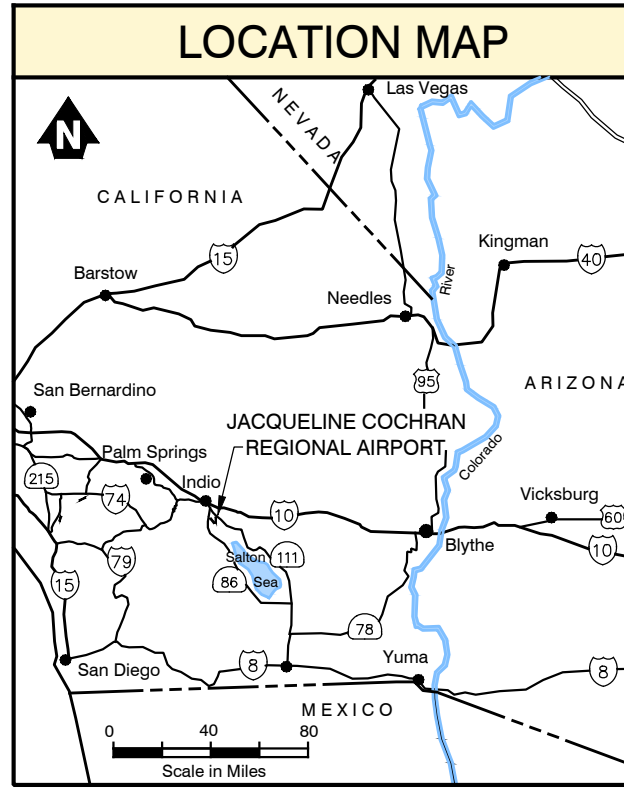 LOCATION MAP
Las Vegas
NEVADA
N
CALIFORNIA
15
Kingman
40
Barstow
River
Needles
95
ARIZONA
San Bernardino
JACQUELINE COCHRAN
REGIONAL AIRPORT
Palm Springs
Colorado
215
Indio
74
Vicksburg
10
60
Blythe
10
79
Salton
111
Sea
86
15
78
San Diego
8
Yuma
8
MEXICO
0 40 80
Scale in Miles